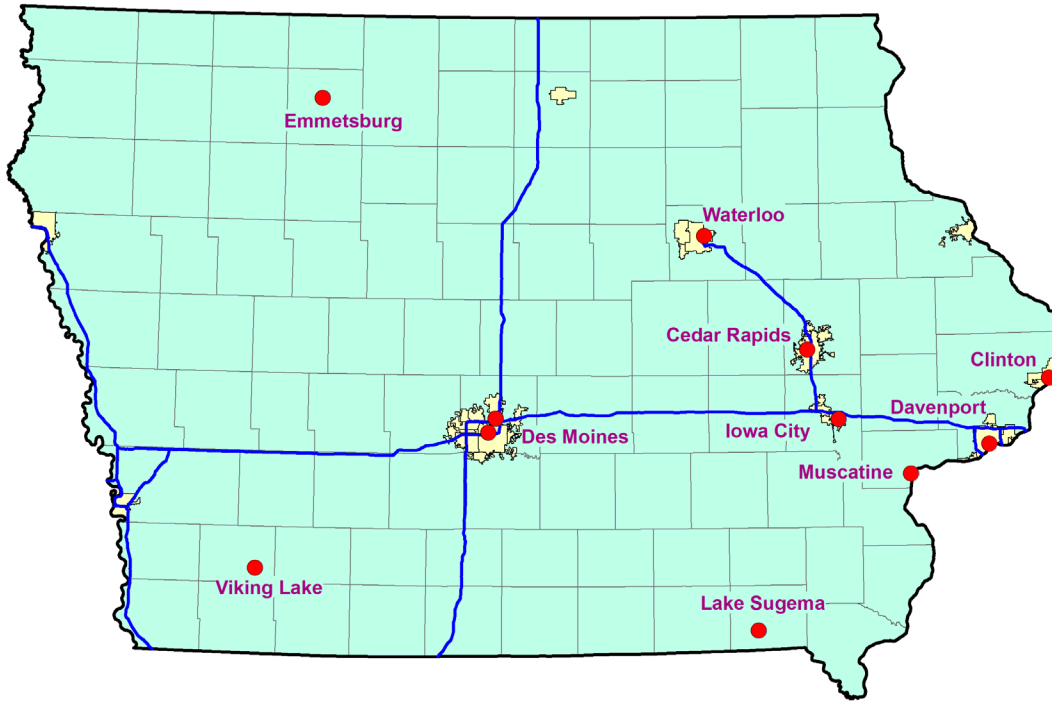 Emmetsburg
Waterloo
Cedar Rapids
Clinton
Davenport
Des Moines
Iowa City
Muscatine
Viking Lake
Lake Sugema